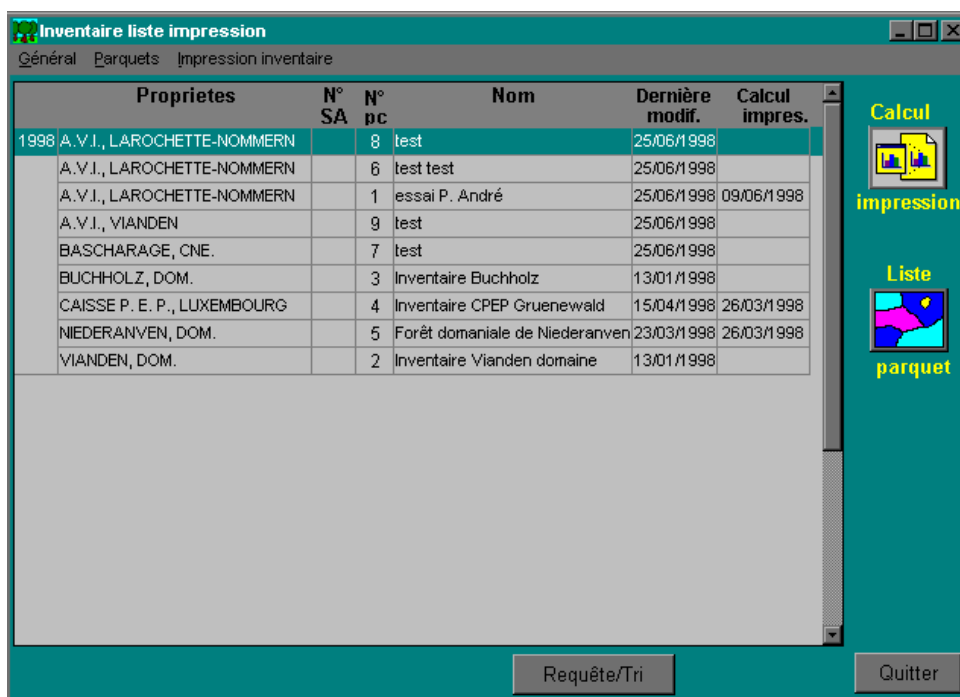 Inventaire liste impression
Général Parquets Impression inventaire
Proprietes N° SA N° pc Nom Dernière modif. Calcul impres.
1998 A.V.I., LAROCHETTE-NOMMERN 8 test 25/06/1998
A.V.I., LAROCHETTE-NOMMERN 6 test test 25/06/1998
A.V.I., LAROCHETTE-NOMMERN 1 essai P. André 25/06/1998 09/06/1998
A.V.I., VIANDEN 9 test 25/06/1998
BASCHARAGE, CNE. 7 test 25/06/1998
BUCHHOLZ, DOM. 3 Inventaire Buchholz 13/01/1998
CAISSE P. E. P., LUXEMBOURG 4 Inventaire CPEP Gruenewald 15/04/1998 26/03/1998
NIEDERANVEN, DOM. 5 Forêt domaniale de Niederanven 23/03/1998 26/03/1998
VIANDEN, DOM. 2 Inventaire Vianden domaine 13/01/1998
Calcul
impression
Liste
parquet
Requête/Tri
Quitter